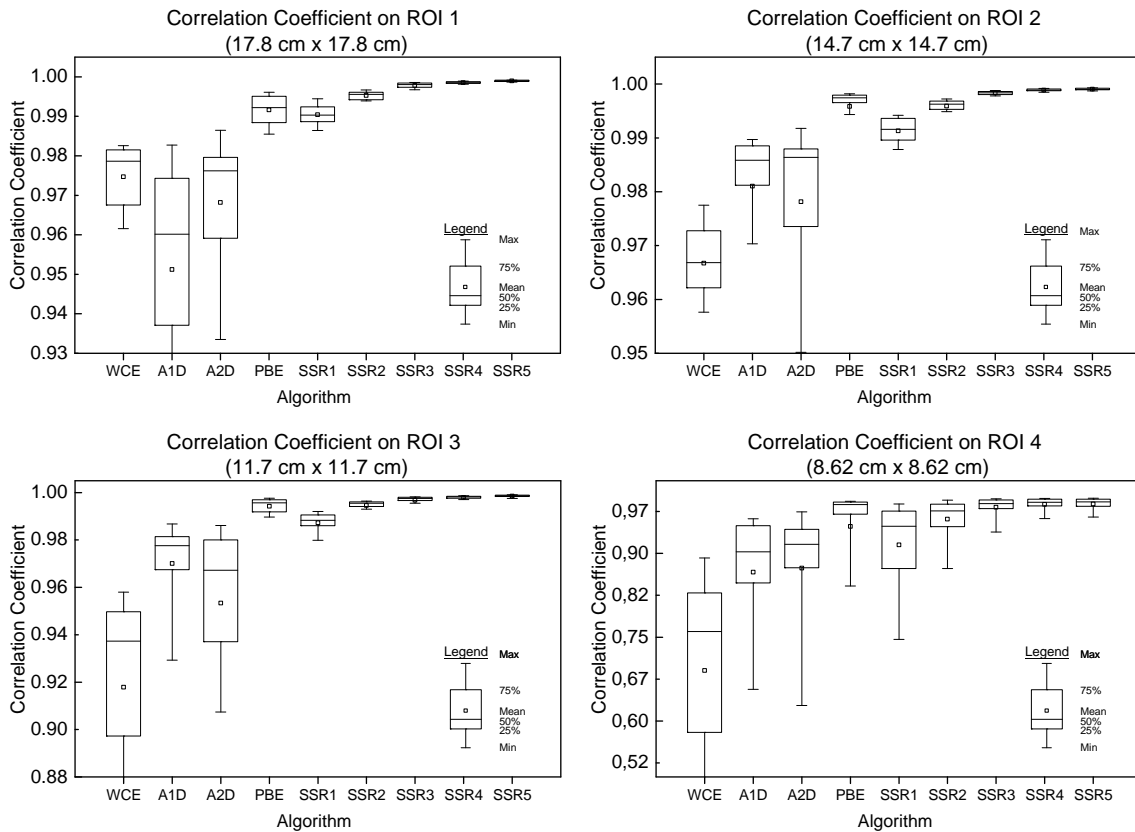 Correlation Coefficient on ROI 1
(17.8 cm x 17.8 cm)
1.00
0.99
0.98
0.97
0.96
0.95
0.94
0.93
Correlation Coefficient
Legend
Max
75%
Mean
50%
25%
Min
WCE A1D A2D PBE SSR1 SSR2 SSR3 SSR4 SSR5
Algorithm
Correlation Coefficient on ROI 2
(14.7 cm x 14.7 cm)
1.00
0.99
0.98
0.97
0.96
0.95
Correlation Coefficient
Legend
Max
75%
Mean
50%
25%
Min
WCE A1D A2D PBE SSR1 SSR2 SSR3 SSR4 SSR5
Algorithm
Correlation Coefficient on ROI 3
(11.7 cm x 11.7 cm)
1.00
0.98
0.96
0.94
0.92
0.90
0.88
Correlation Coefficient
Legend
Max
75%
Mean
50%
25%
Min
WCE A1D A2D PBE SSR1 SSR2 SSR3 SSR4 SSR5
Algorithm
Correlation Coefficient on ROI 4
(8.62 cm x 8.62 cm)
0.97
0.90
0,82
0,75
0,67
0,60
0,52
Correlation Coefficient
Legend
Max
75%
Mean
50%
25%
Min
WCE A1D A2D PBE SSR1 SSR2 SSR3 SSR4 SSR5
Algorithm